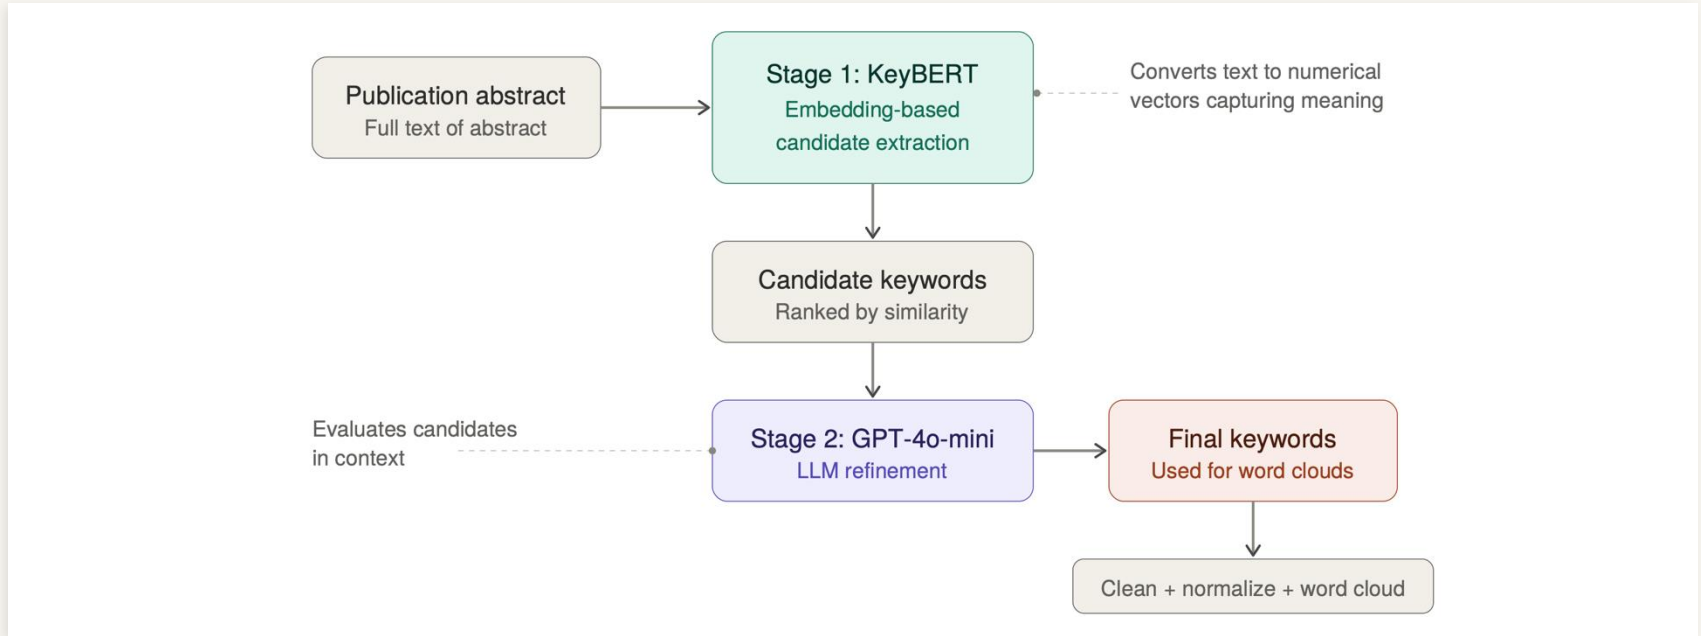 Publication abstract
Full text of abstract
Stage 1: KeyBERT
Embedding-based
candidate extraction
Converts text to numerical
vectors capturing meaning
Candidate keywords
Ranked by similarity
Evaluates candidates
in context
Stage 2: GPT-4o-mini
LLM refinement
Final keywords
Used for word clouds
Clean + normalize + word cloud